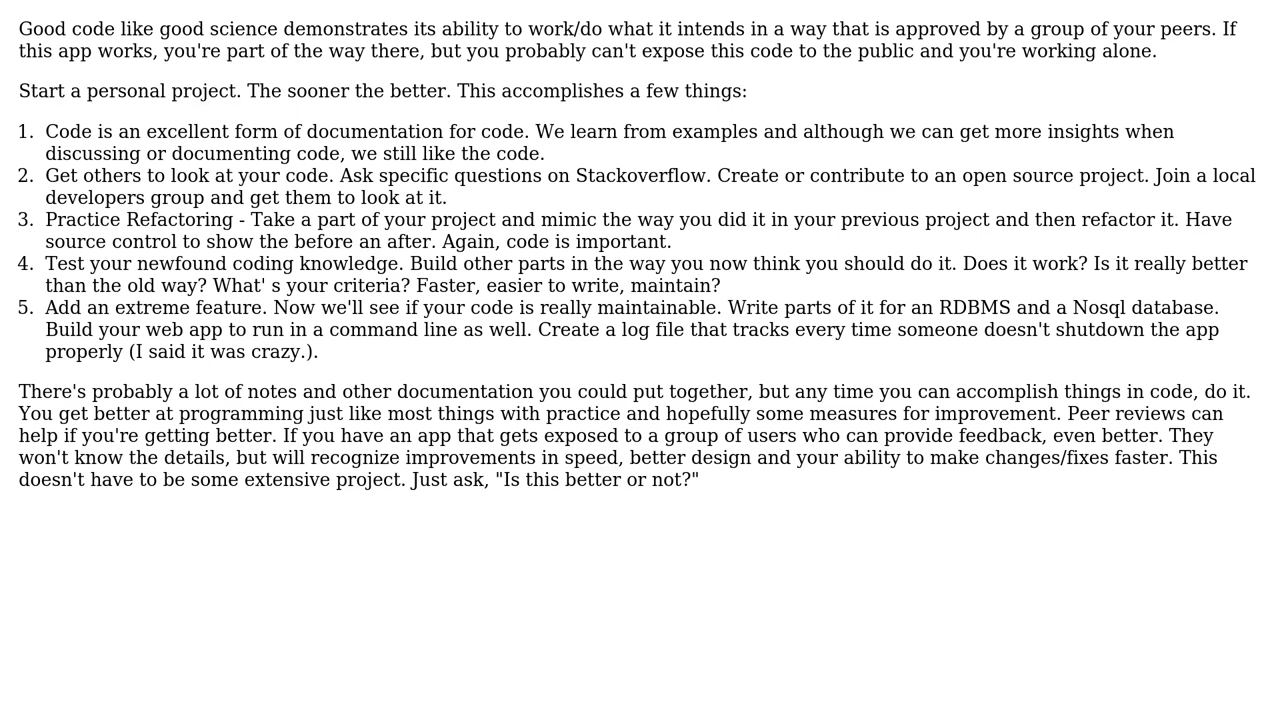 Good code like good science demonstrates its ability to work/do what it intends in a way that is approved by a group of your peers. If
this app works, you're part of the way there, but you probably can't expose this code to the public and you're working alone.
Start a personal project. The sooner the better. This accomplishes a few things:
1. Code is an excellent form of documentation for code. We learn from examples and although we can get more insights when
discussing or documenting code, we still like the code.
2. Get others to look at your code. Ask specific questions on Stackoverflow. Create or contribute to an open source project. Join a local
developers group and get them to look at it.
3. Practice Refactoring - Take a part of your project and mimic the way you did it in your previous project and then refactor it. Have
source control to show the before an after. Again, code is important.
4. Test your newfound coding knowledge. Build other parts in the way you now think you should do it. Does it work? Is it really better
than the old way? What' s your criteria? Faster, easier to write, maintain?
5. Add an extreme feature. Now we'll see if your code is really maintainable. Write parts of it for an RDBMS and a Nosql database.
Build your web app to run in a command line as well. Create a log file that tracks every time someone doesn't shutdown the app
properly (I said it was crazy.).
There's probably a lot of notes and other documentation you could put together, but any time you can accomplish things in code, do it.
You get better at programming just like most things with practice and hopefully some measures for improvement. Peer reviews can
help if you're getting better. If you have an app that gets exposed to a group of users who can provide feedback, even better. They
won't know the details, but will recognize improvements in speed, better design and your ability to make changes/fixes faster. This
doesn't have to be some extensive project. Just ask, "Is this better or not?"